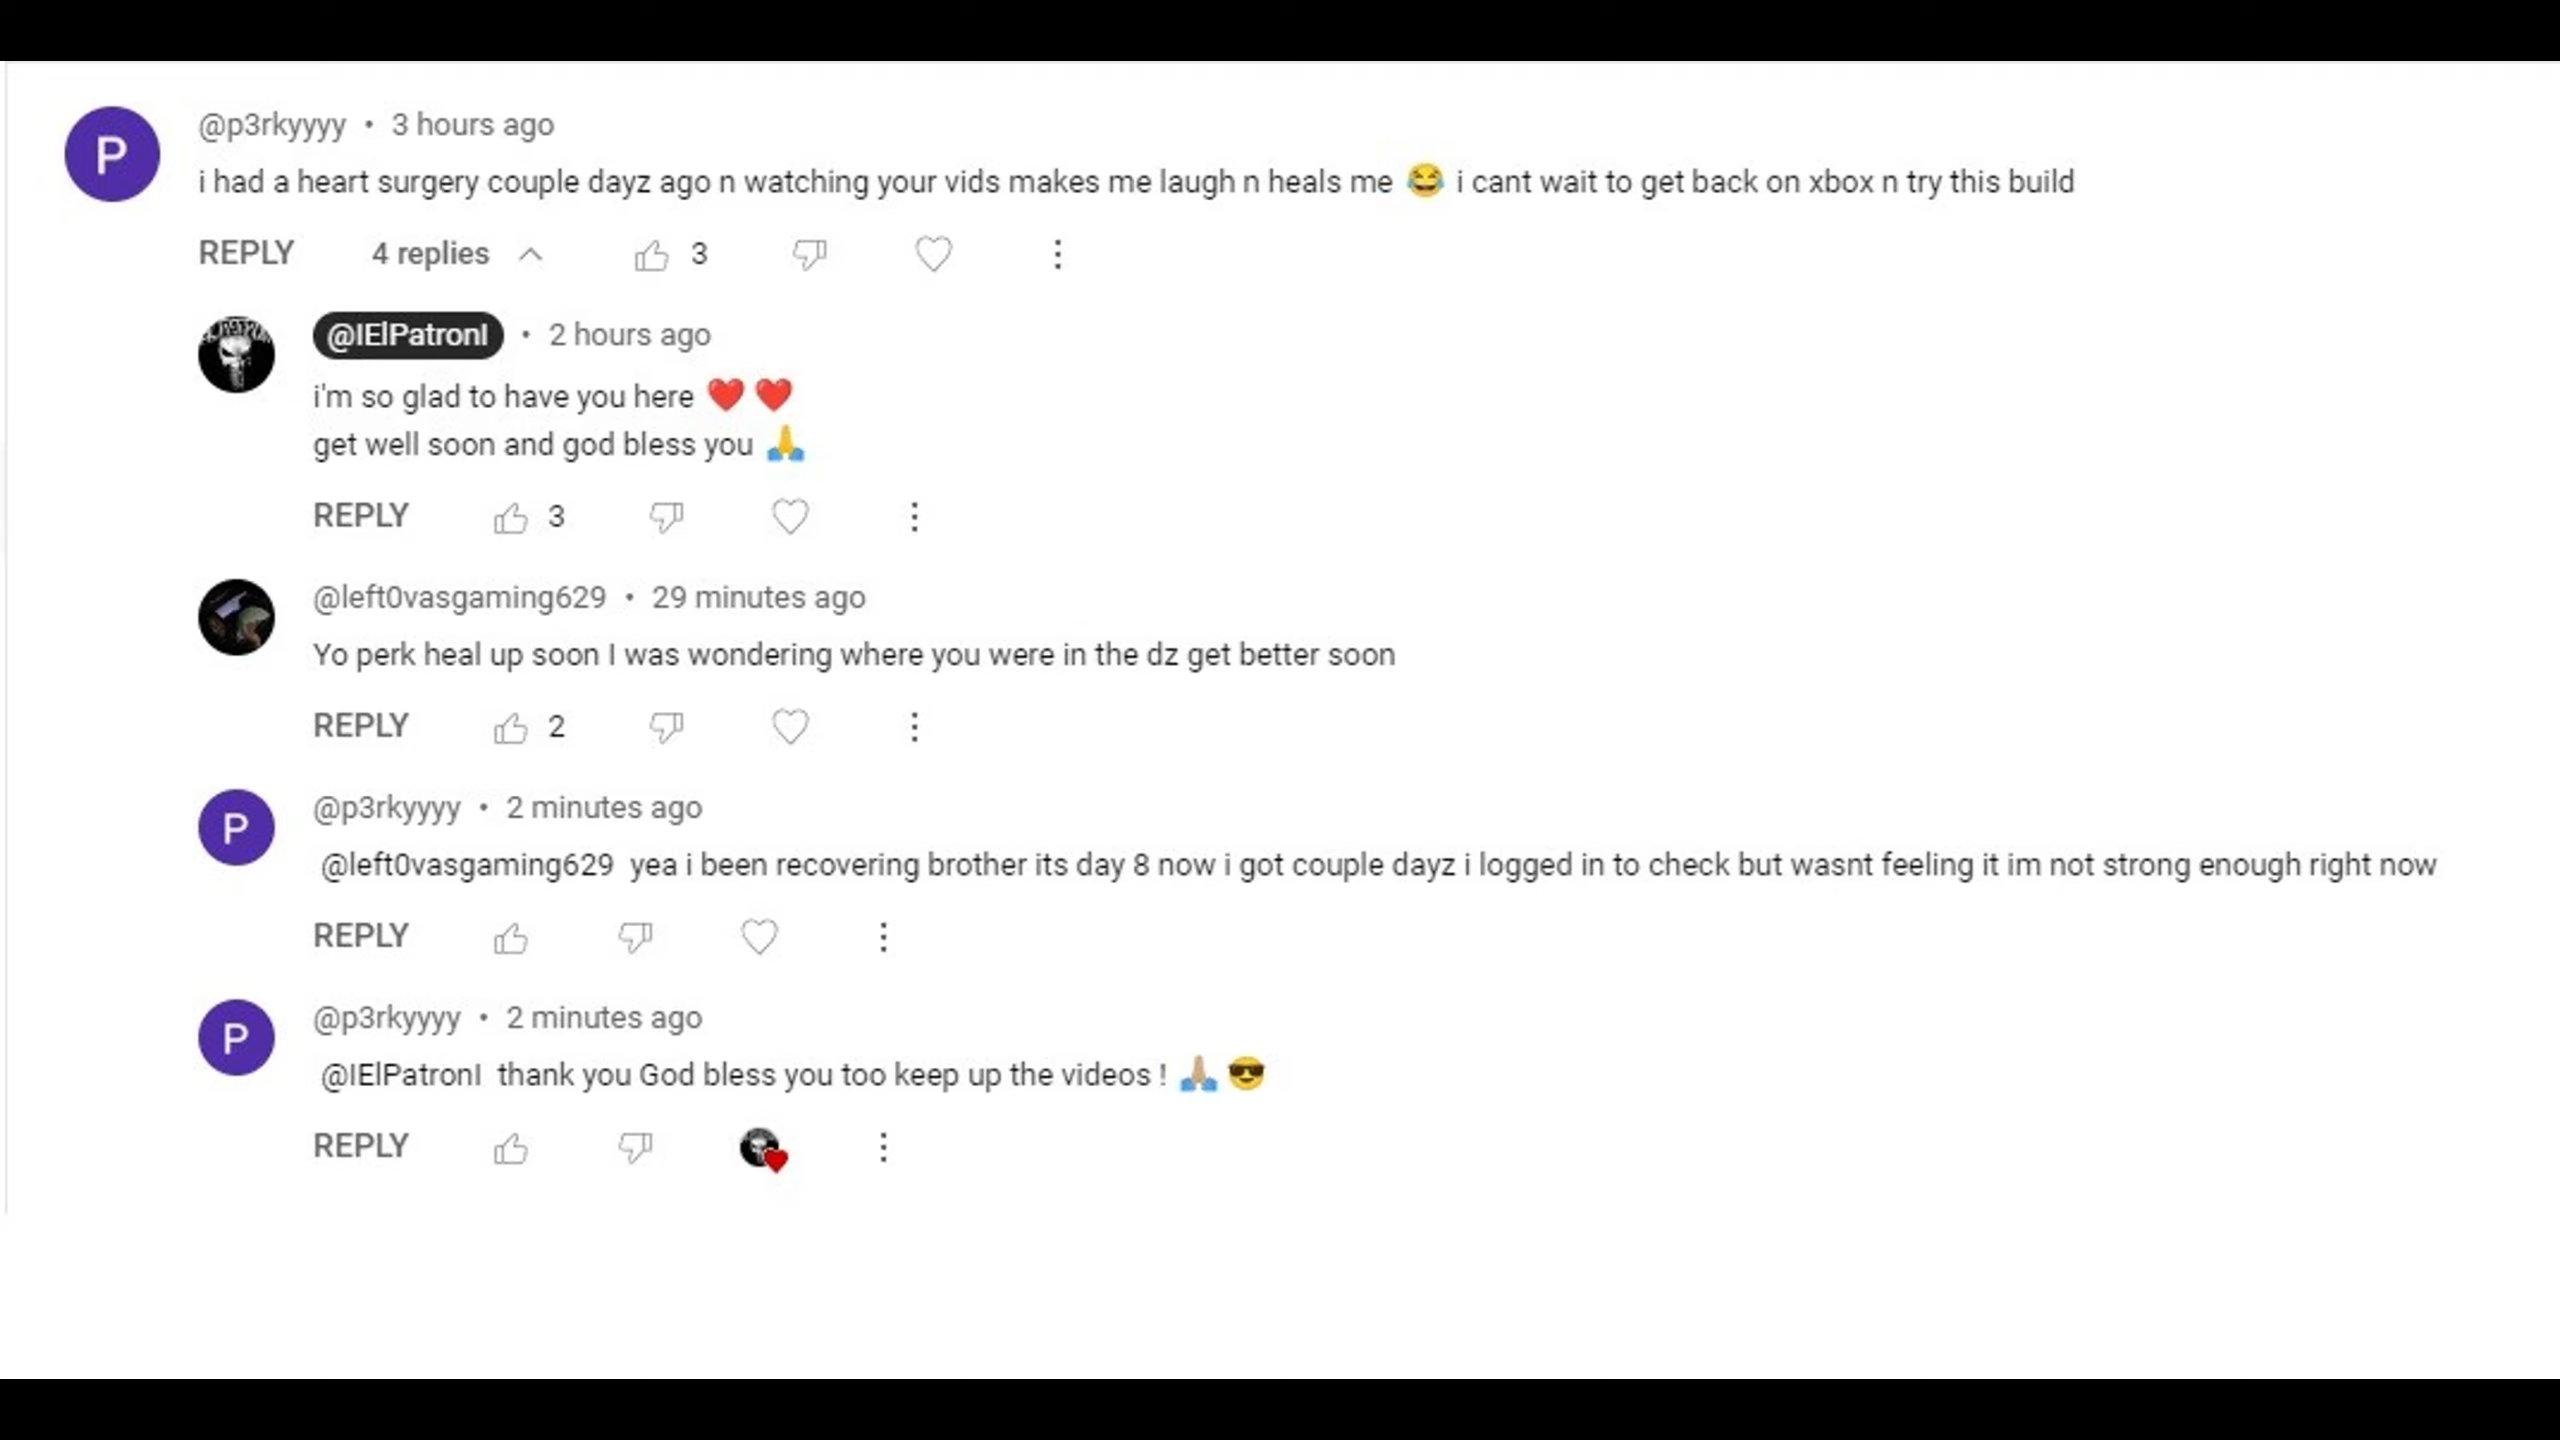 P
@p3rkyyyy • 3 hours ago
i had a heart surgery couple dayz ago n watching your vids makes me laugh n heals me 😂 i cant wait to get back on xbox n try this build
REPLY 4 replies 3
@IElPatronI • 2 hours ago
i'm so glad to have you here ❤️ ❤️
get well soon and god bless you 🙏
REPLY 3
@left0vasgaming629 • 29 minutes ago
Yo perk heal up soon I was wondering where you were in the dz get better soon
REPLY 2
P
@p3rkyyyy • 2 minutes ago
@left0vasgaming629 yea i been recovering brother its day 8 now i got couple dayz i logged in to check but wasnt feeling it im not strong enough right now
REPLY
P
@p3rkyyyy • 2 minutes ago
@IElPatronI thank you God bless you too keep up the videos ! 🙏🏼 😎
REPLY